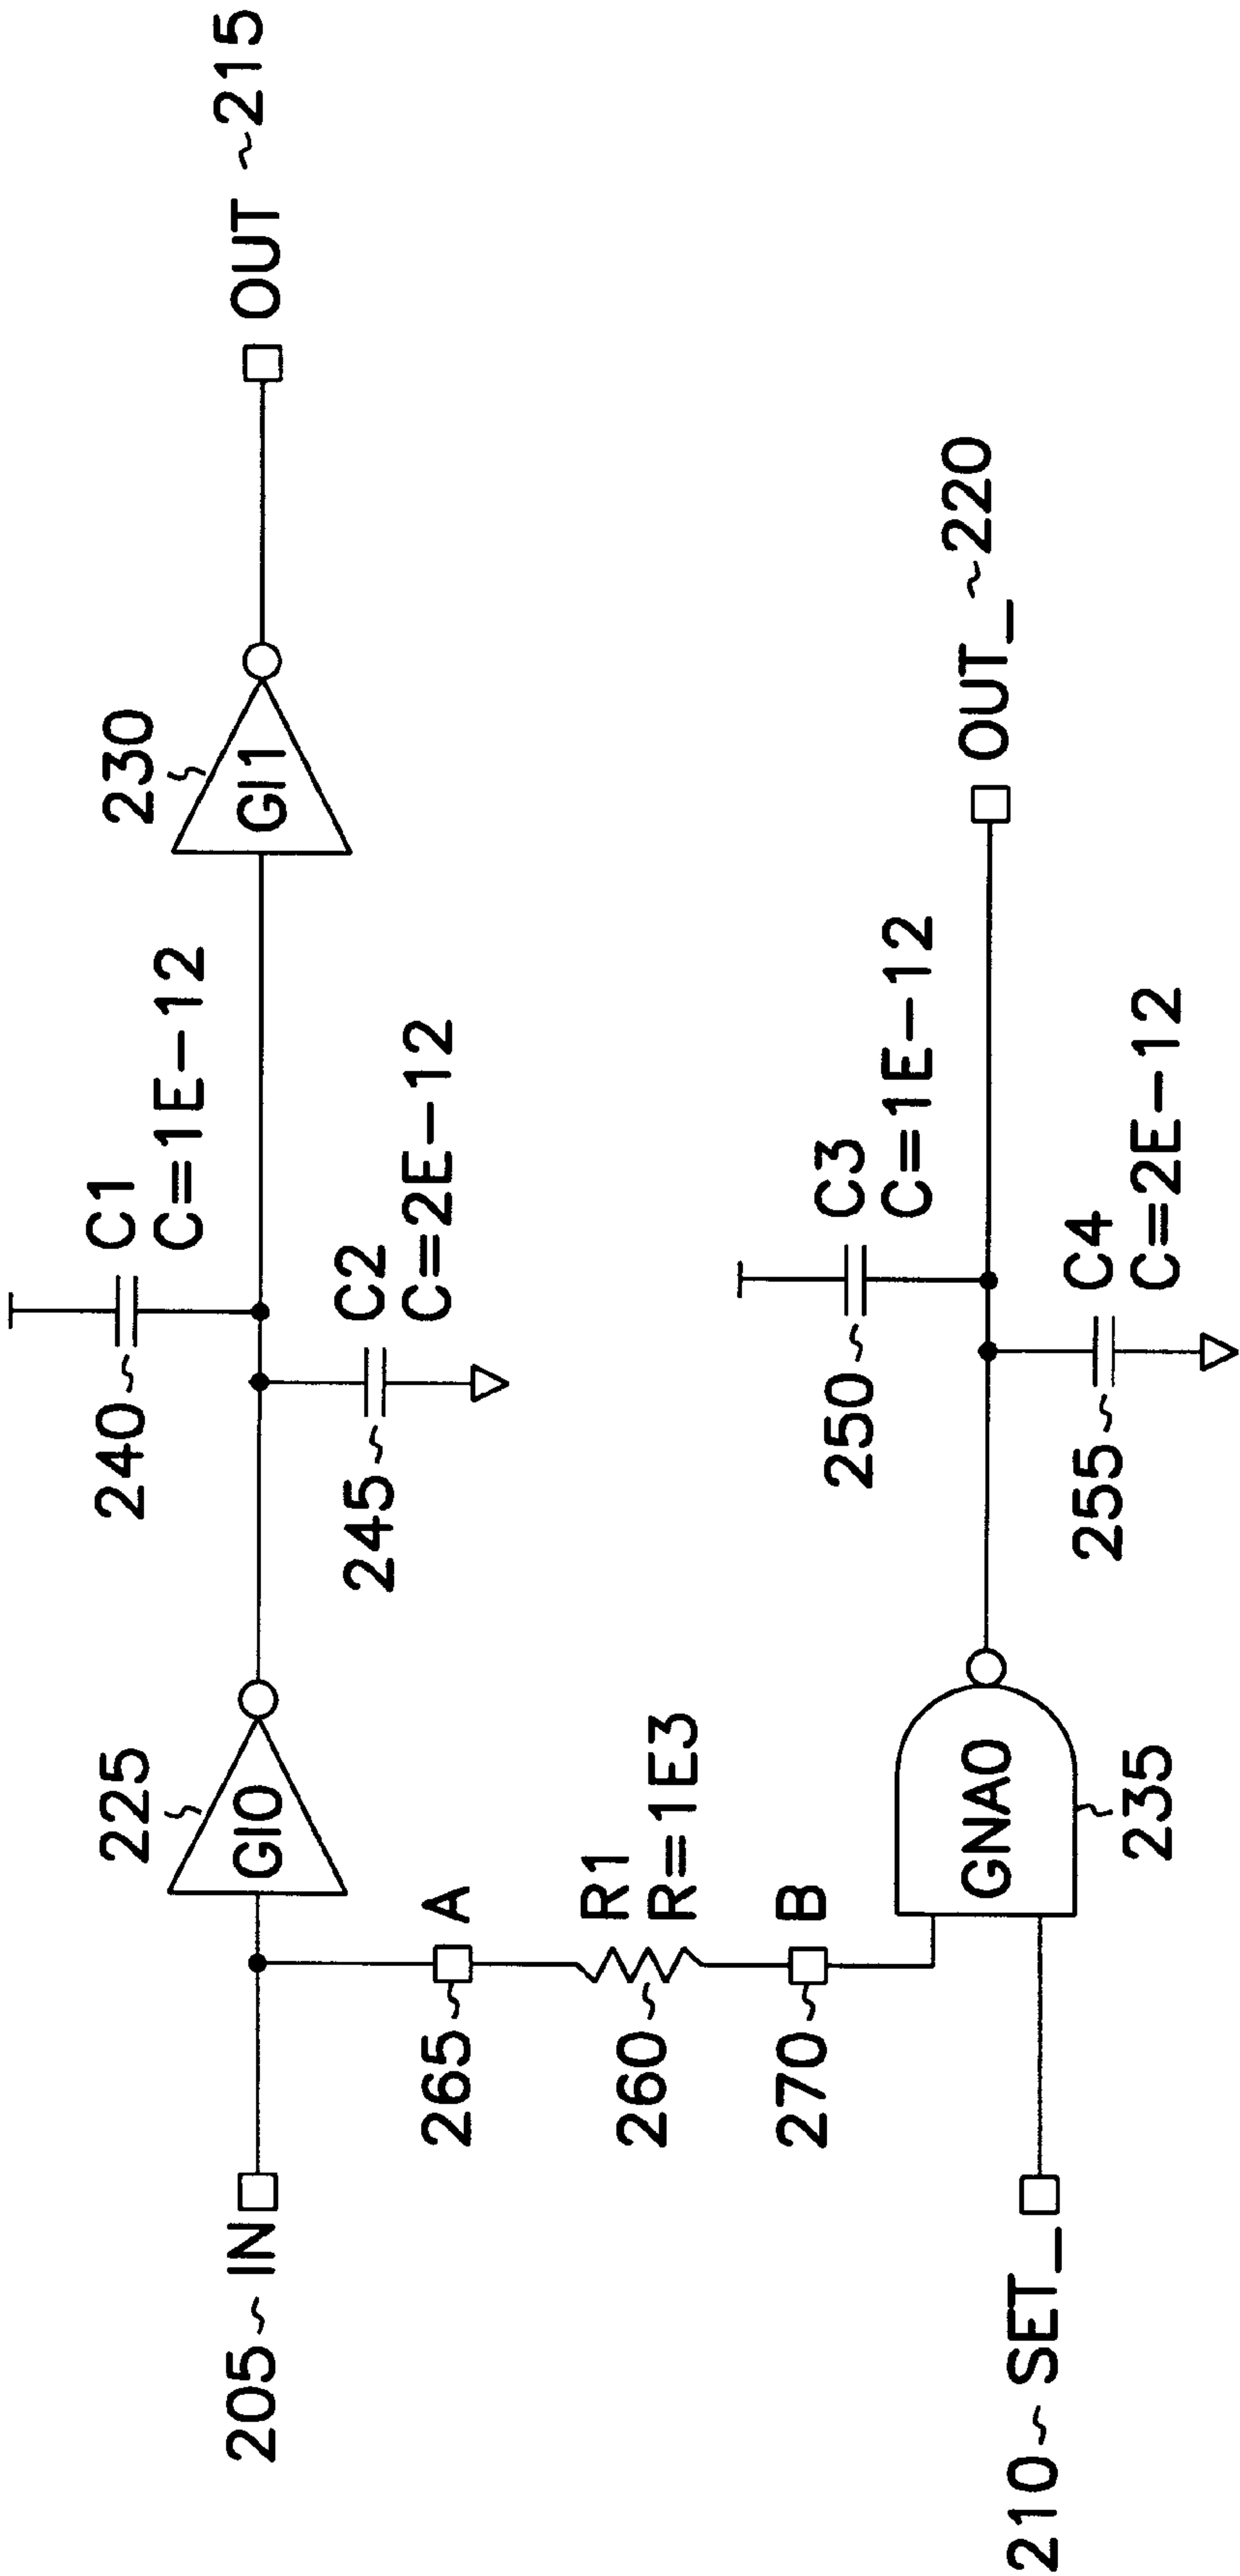 240 C1
C=1E-12
225
230
205 IN
GI0
GI1
OUT 215
245 C2
C=2E-12
265 A
260 R1
R=1E3
270 B
250 C3
C=1E-12
GNA0
OUT_ 220
210 SET_
235
255 C4
C=2E-12